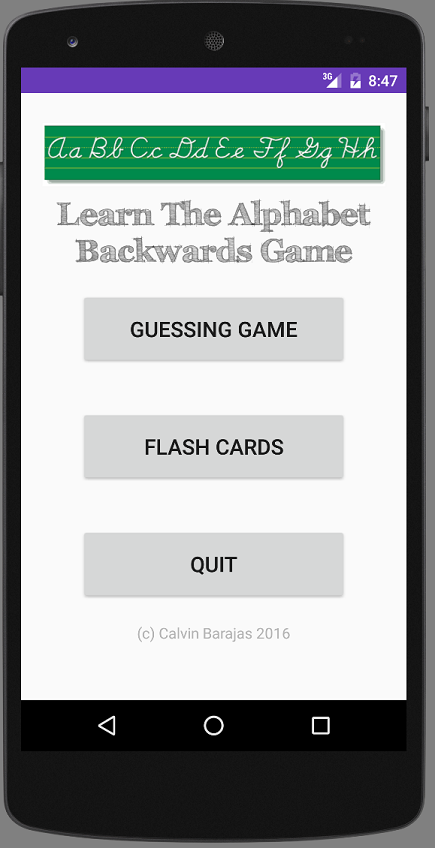 3G 8:47
Aa Bb Cc Dd Ee Ff Gg Hh
Learn The Alphabet
Backwards Game
GUESSING GAME
FLASH CARDS
QUIT
(c) Calvin Barajas 2016